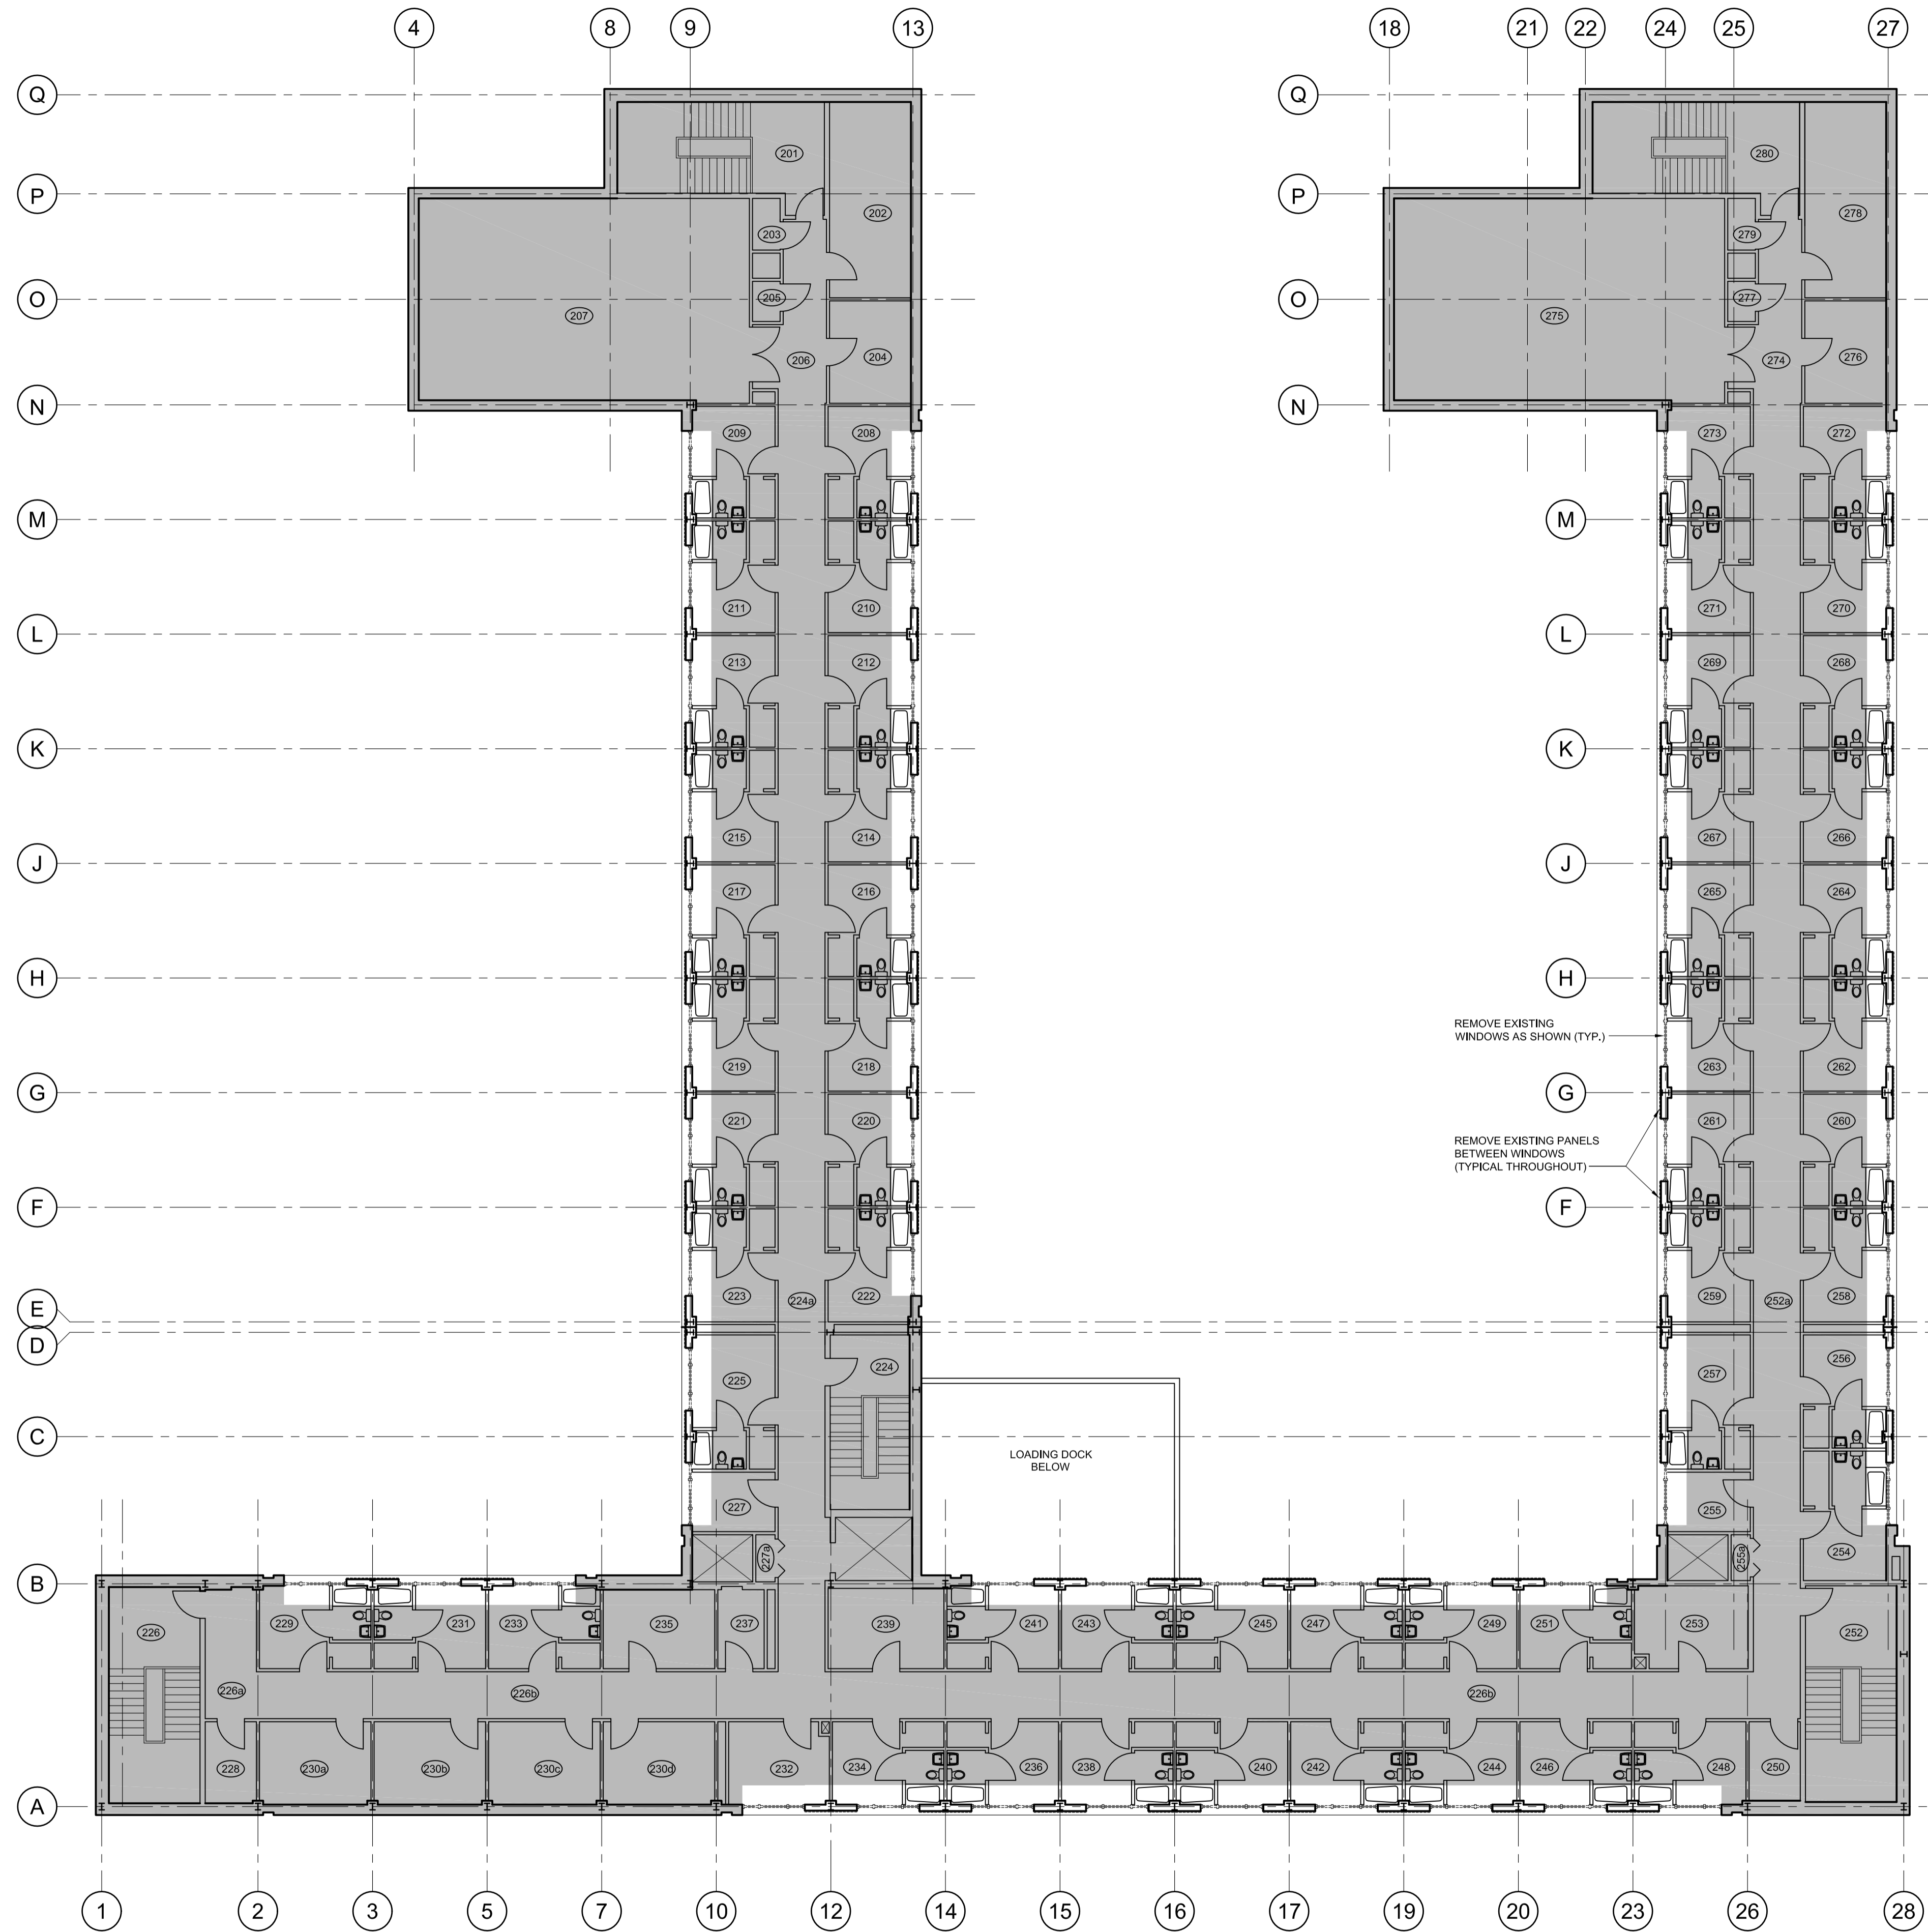 4 8 9 13 18 21 22 24 25 27
Q Q
201 280
P P
202 278
203 279
O O
205 277
207 275
206 204 274 276
N N
209 208 273 272
M M
211 210 271 270
L L
213 212 269 268
K K
215 214 267 266
J J
217 216 265 264
H H
REMOVE EXISTING
WINDOWS AS SHOWN (TYP.)
219 218 263 262
G G
221 220 261 260
REMOVE EXISTING PANELS
BETWEEN WINDOWS
(TYPICAL THROUGHOUT)
F F
223 224a 222 259 252a 258
E
D
225 224 257 256
C
LOADING DOCK
BELOW
227 255
227a 255a 254
B
226 229 231 233 235 237 239 241 243 245 247 249 251 253 252
226a 226b 226b
228 230a 230b 230c 230d 232 234 236 238 240 242 244 246 248 250
A
1 2 3 5 7 10 12 14 15 16 17 19 20 23 26 28